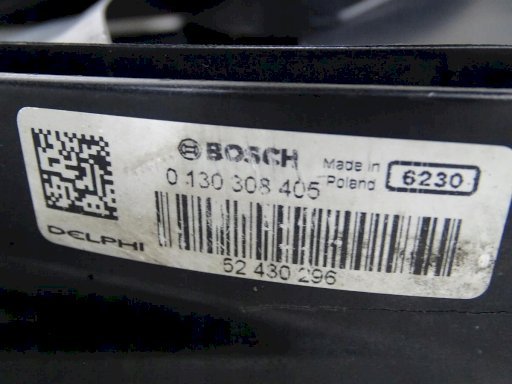 BOSCH
Made in Poland
6230
0 130 308 405
DELPHI
52 430 296